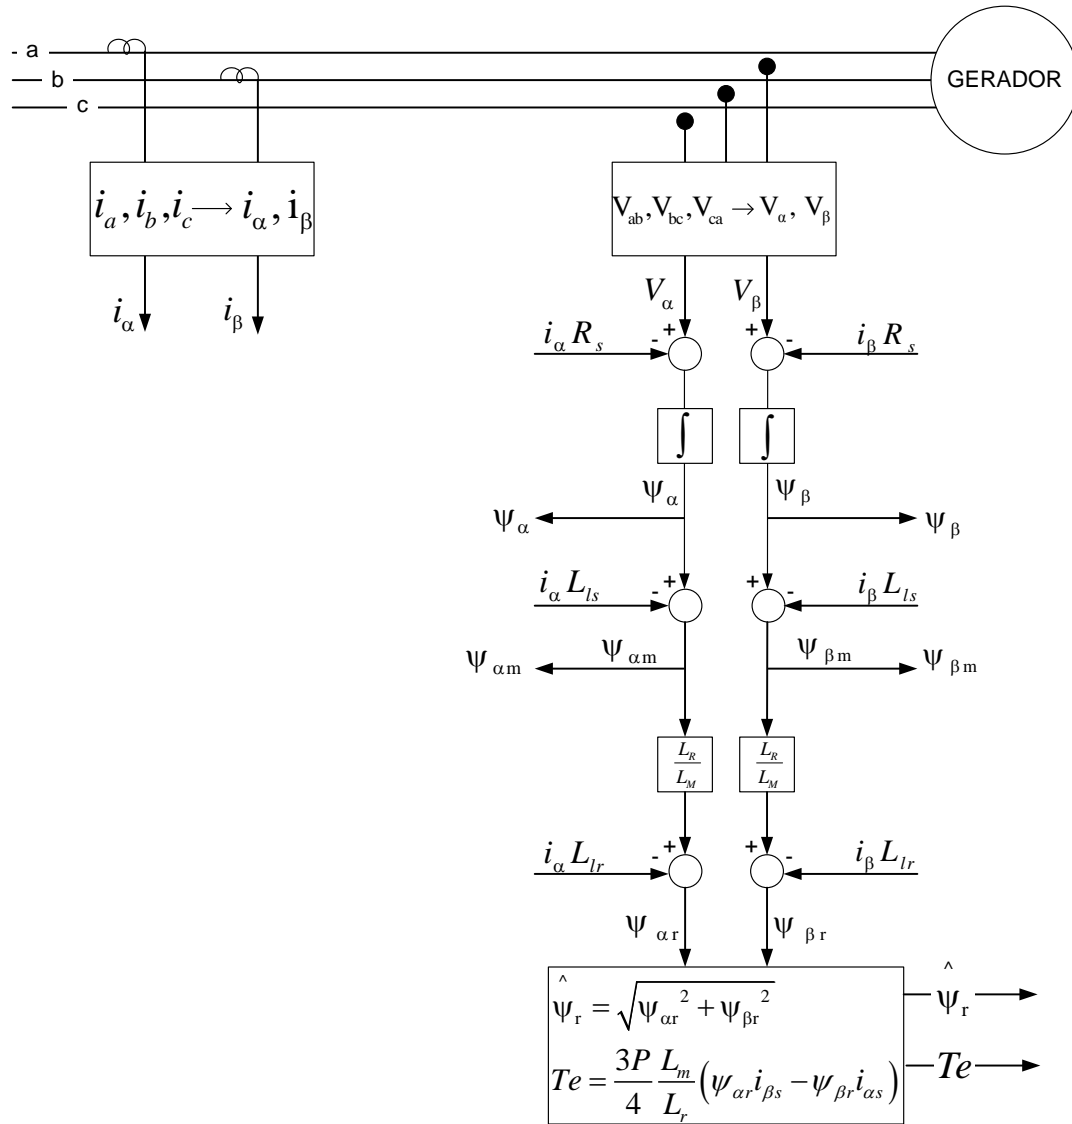 a
b
c
GERADOR
i_a, i_b, i_c → i_α, i_β
V_ab, V_bc, V_ca → V_α, V_β
i_α i_β
V_α V_β
i_α R_s - + + - i_β R_s
∫ ∫
ψ_α ψ_β
ψ_α ψ_β
i_α L_ls - + + - i_β L_ls
ψ_αm ψ_αm ψ_βm ψ_βm
L_R/L_M L_R/L_M
i_α L_lr - + + - i_β L_lr
ψ_αr ψ_βr
ψ̂_r = √(ψ_αr² + ψ_βr²) ψ̂_r
Te = 3P/4 L_m/L_r (ψ_αr i_βs − ψ_βr i_αs) Te